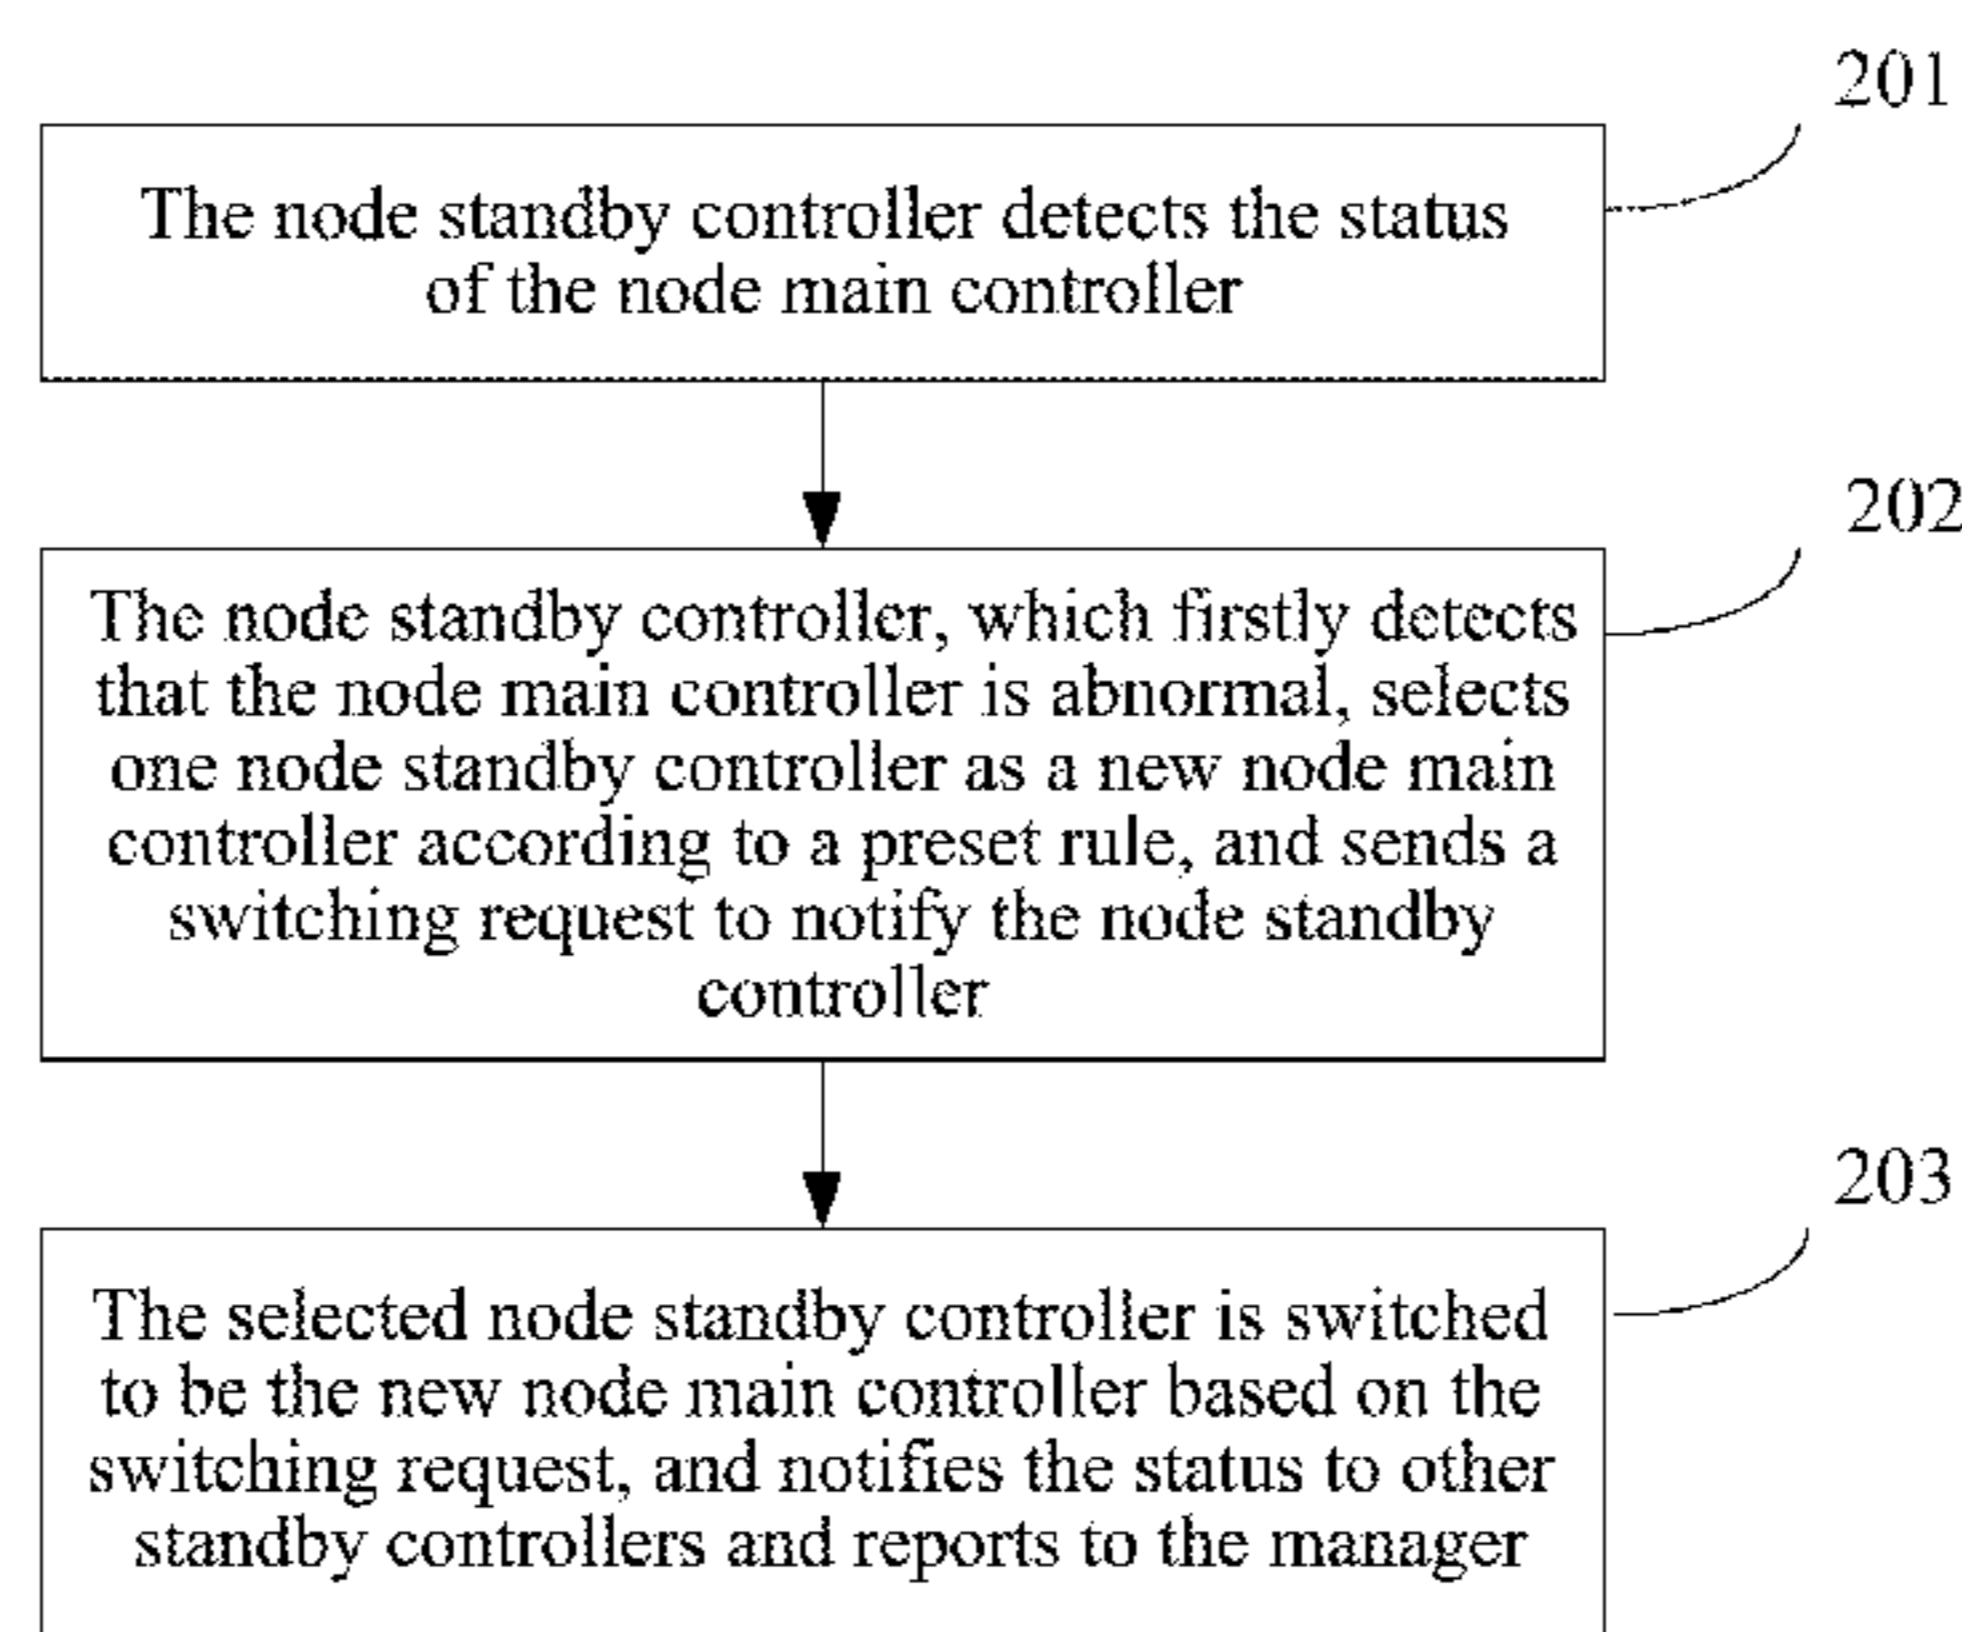 201
The node standby controller detects the status
of the node main controller
202
The node standby controller, which firstly detects
that the node main controller is abnormal, selects
one node standby controller as a new node main
controller according to a preset rule, and sends a
switching request to notify the node standby
controller
203
The selected node standby controller is switched
to be the new node main controller based on the
switching request, and notifies the status to other
standby controllers and reports to the manager